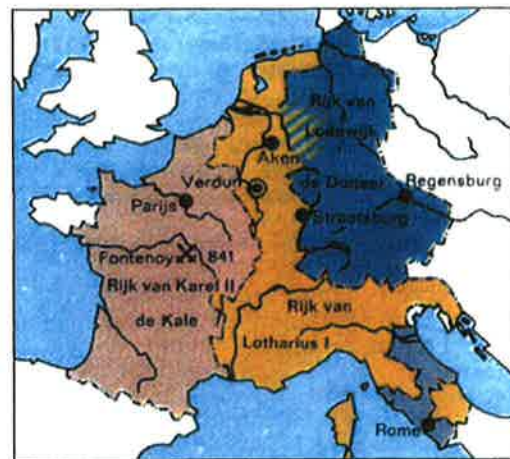 Rijk van
Lodewijk
de Duitser
Aken
Verdun
Regensburg
Parijs
Straatsburg
Fontenoy 841
Rijk van Karel II
de Kale
Rijk van
Lotharius I
Rome